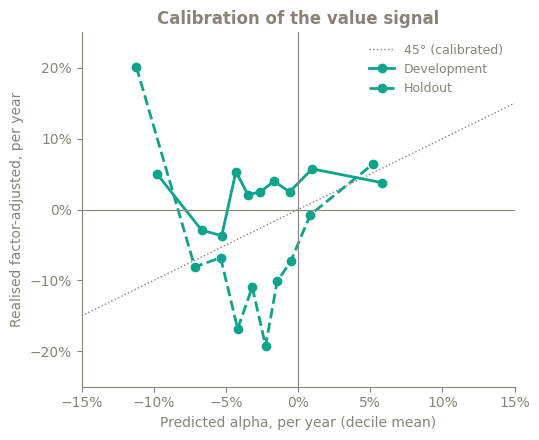 Calibration of the value signal
45° (calibrated)
Development
Holdout
20%
10%
0%
−10%
−20%
Realised factor-adjusted, per year
−15%
−10%
−5%
0%
5%
10%
15%
Predicted alpha, per year (decile mean)